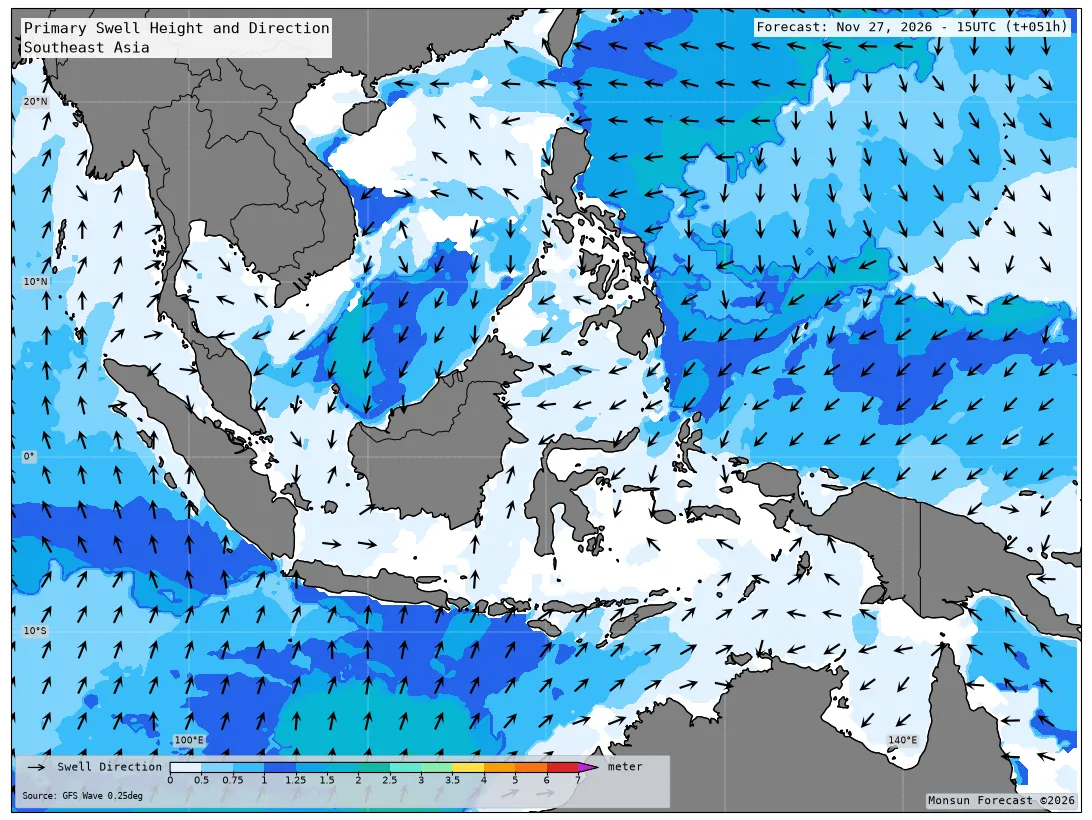 Primary Swell Height and Direction
Southeast Asia
Forecast: Nov 27, 2026 - 15UTC (t+051h)
20°N
10°N
0°
10°S
100°E
140°E
Swell Direction
0 0.5 0.75 1 1.25 1.5 2 2.5 3 3.5 4 5 6 7
meter
Source: GFS Wave 0.25deg
Monsun Forecast ©2026